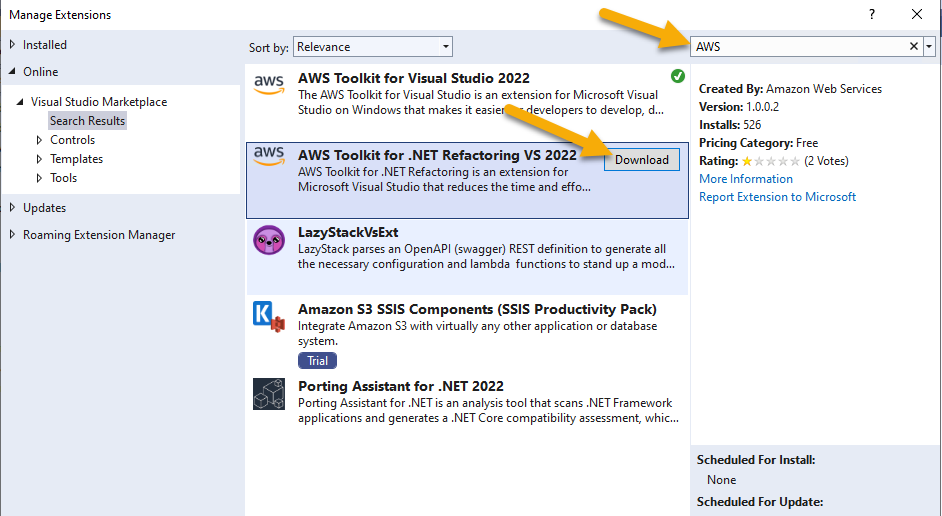 Manage Extensions
?
Installed
Online
Visual Studio Marketplace
Search Results
Controls
Templates
Tools
Updates
Roaming Extension Manager
Sort by: Relevance
aws
AWS Toolkit for Visual Studio 2022
The AWS Toolkit for Visual Studio is an extension for Microsoft Visual
Studio on Windows that makes it easier developers to develop, d...
aws
AWS Toolkit for .NET Refactoring VS 2022
Download
AWS Toolkit for .NET Refactoring is an extension for
Microsoft Visual Studio that reduces the time and effo...
LazyStackVsExt
LazyStack parses an OpenAPI (swagger) REST definition to generate all
the necessary configuration and lambda functions to stand up a mod...
K
Amazon S3 SSIS Components (SSIS Productivity Pack)
Integrate Amazon S3 with virtually any other application or database
system.
Trial
Porting Assistant for .NET 2022
Porting Assistant for .NET is an analysis tool that scans .NET Framework
applications and generates a .NET Core compatibility assessment, whic...
AWS
Created By: Amazon Web Services
Version: 1.0.0.2
Installs: 526
Pricing Category: Free
Rating: (2 Votes)
More Information
Report Extension to Microsoft
Scheduled For Install:
None
Scheduled For Update: